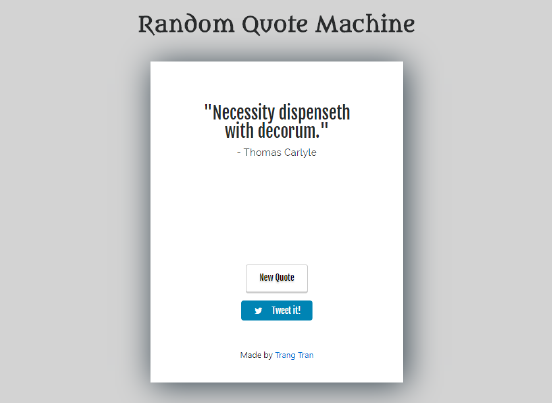 Random Quote Machine
"Necessity dispenseth
with decorum."
- Thomas Carlyle
New Quote
Tweet it!
Made by Trang Tran